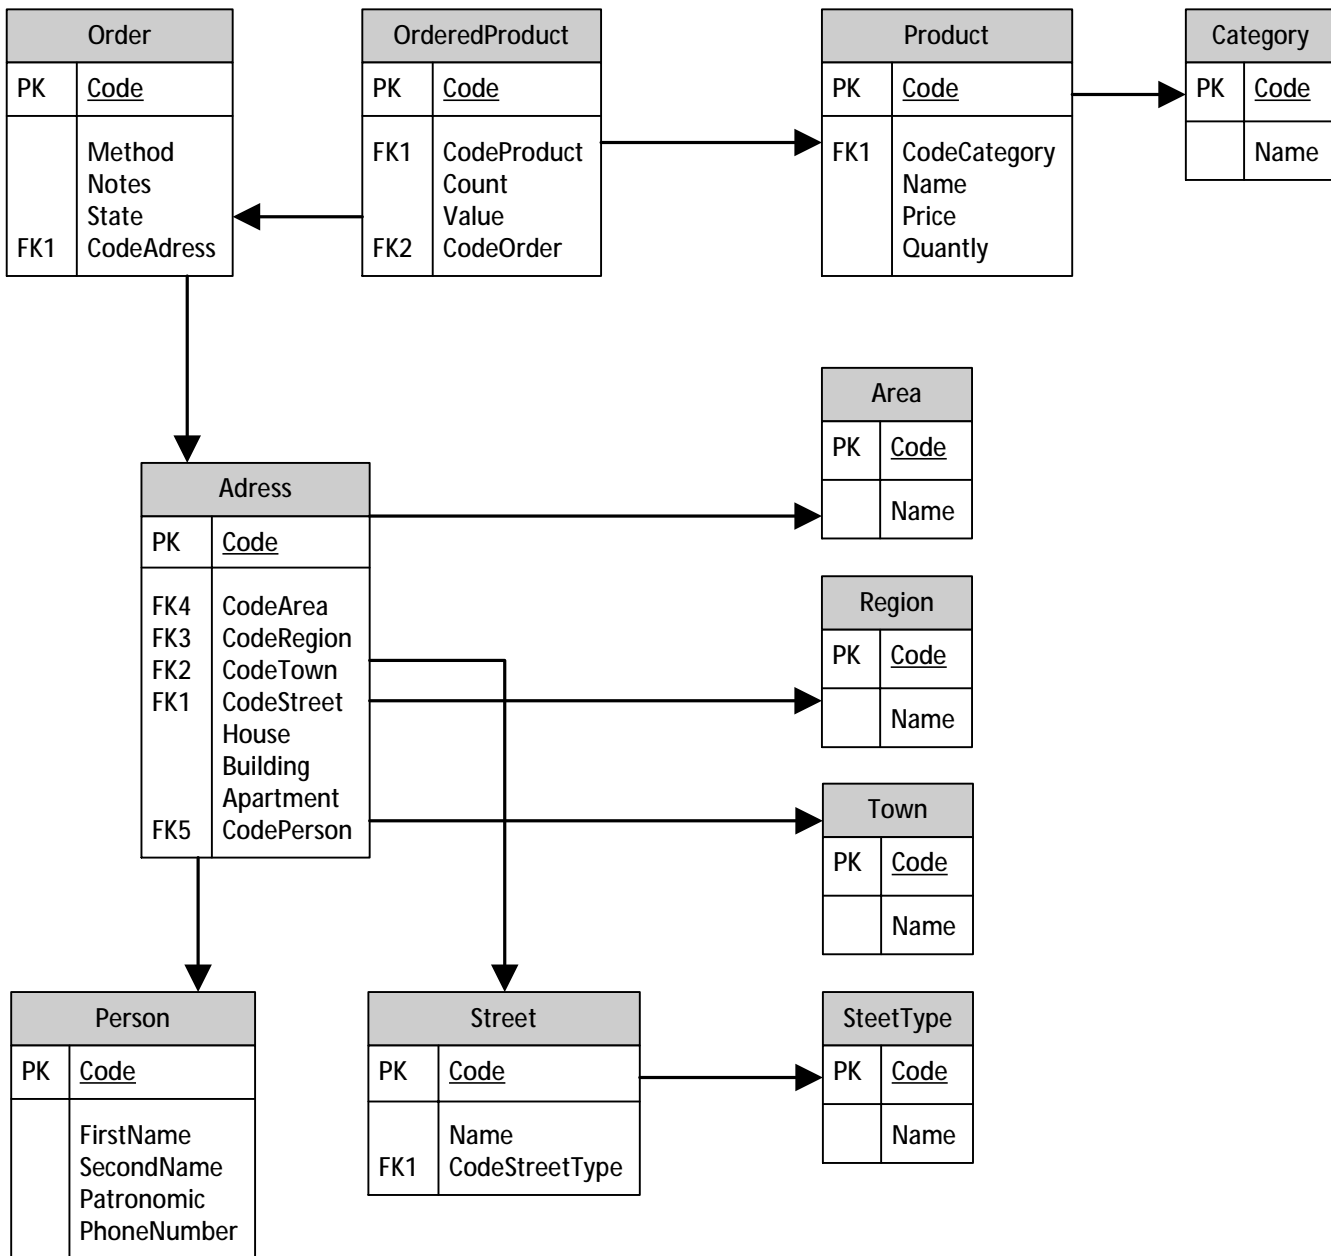 Order
PK Code
Method
Notes
State
FK1 CodeAdress
OrderedProduct
PK Code
FK1 CodeProduct
Count
Value
FK2 CodeOrder
Product
PK Code
FK1 CodeCategory
Name
Price
Quantly
Category
PK Code
Name
Area
PK Code
Name
Adress
PK Code
FK4 CodeArea
FK3 CodeRegion
FK2 CodeTown
FK1 CodeStreet
House
Building
Apartment
FK5 CodePerson
Region
PK Code
Name
Town
PK Code
Name
Person
PK Code
FirstName
SecondName
Patronomic
PhoneNumber
Street
PK Code
Name
FK1 CodeStreetType
SteetType
PK Code
Name